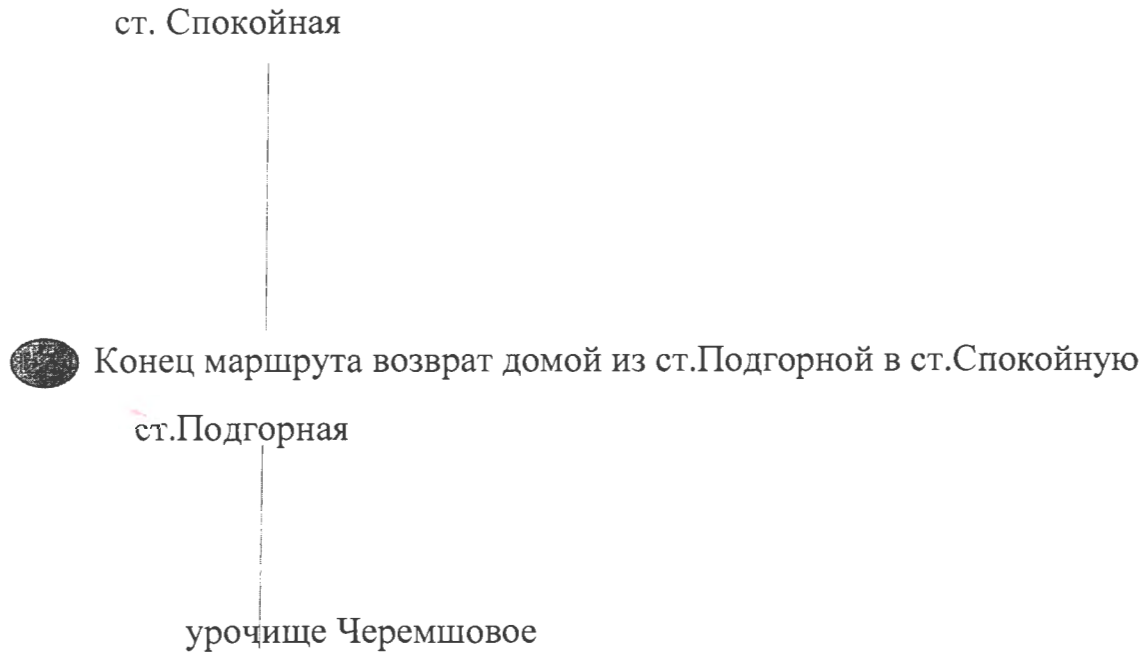 ст. Спокойная
Конец маршрута возврат домой из ст.Подгорной в ст.Спокойную
ст.Подгорная
урочище Черемшовое